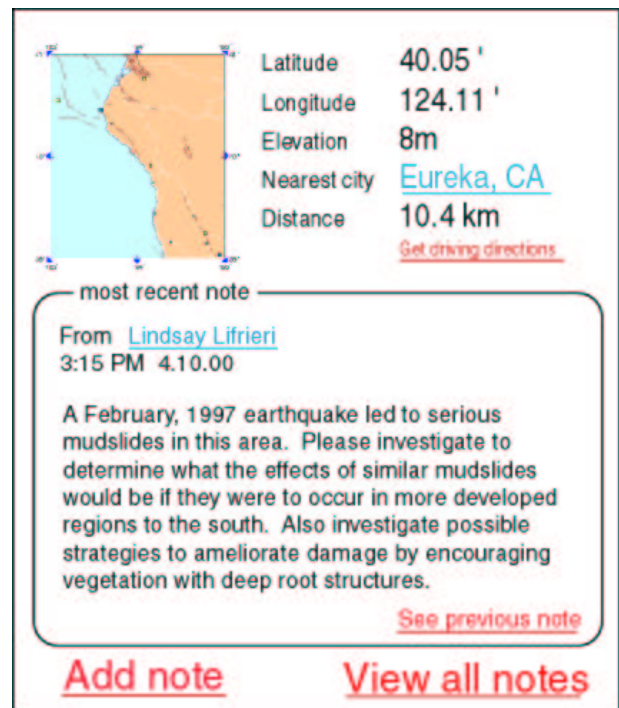 Latitude 40.05 '
Longitude 124.11 '
Elevation 8m
Nearest city Eureka, CA
Distance 10.4 km
Get driving directions
most recent note
From Lindsay Lifrieri
3:15 PM 4.10.00
A February, 1997 earthquake led to serious
mudslides in this area. Please investigate to
determine what the effects of similar mudslides
would be if they were to occur in more developed
regions to the south. Also investigate possible
strategies to ameliorate damage by encouraging
vegetation with deep root structures.
See previous note
Add note View all notes